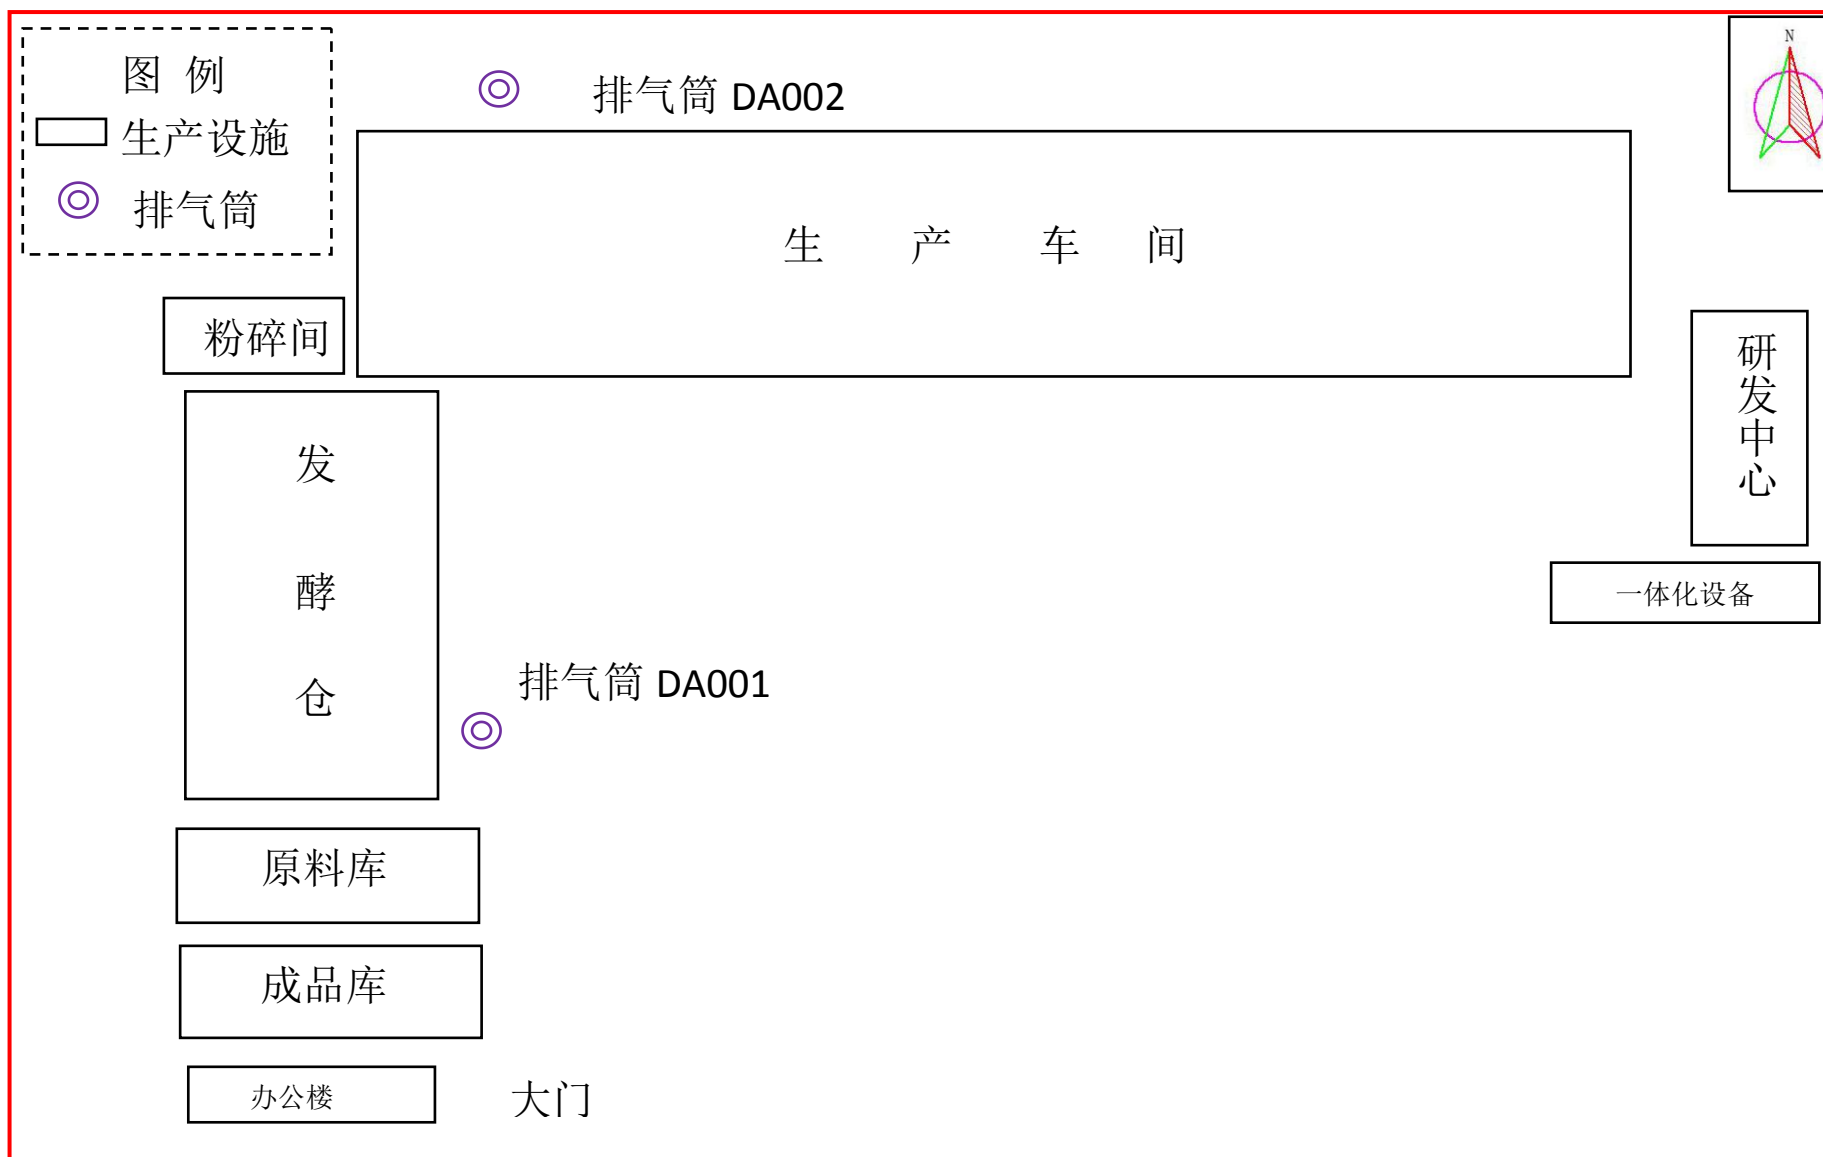 图 例
生产设施
排气筒
排气筒 DA002
N
生 产 车 间
粉碎间
研发中心
发酵仓
一体化设备
排气筒 DA001
原料库
成品库
办公楼
大门